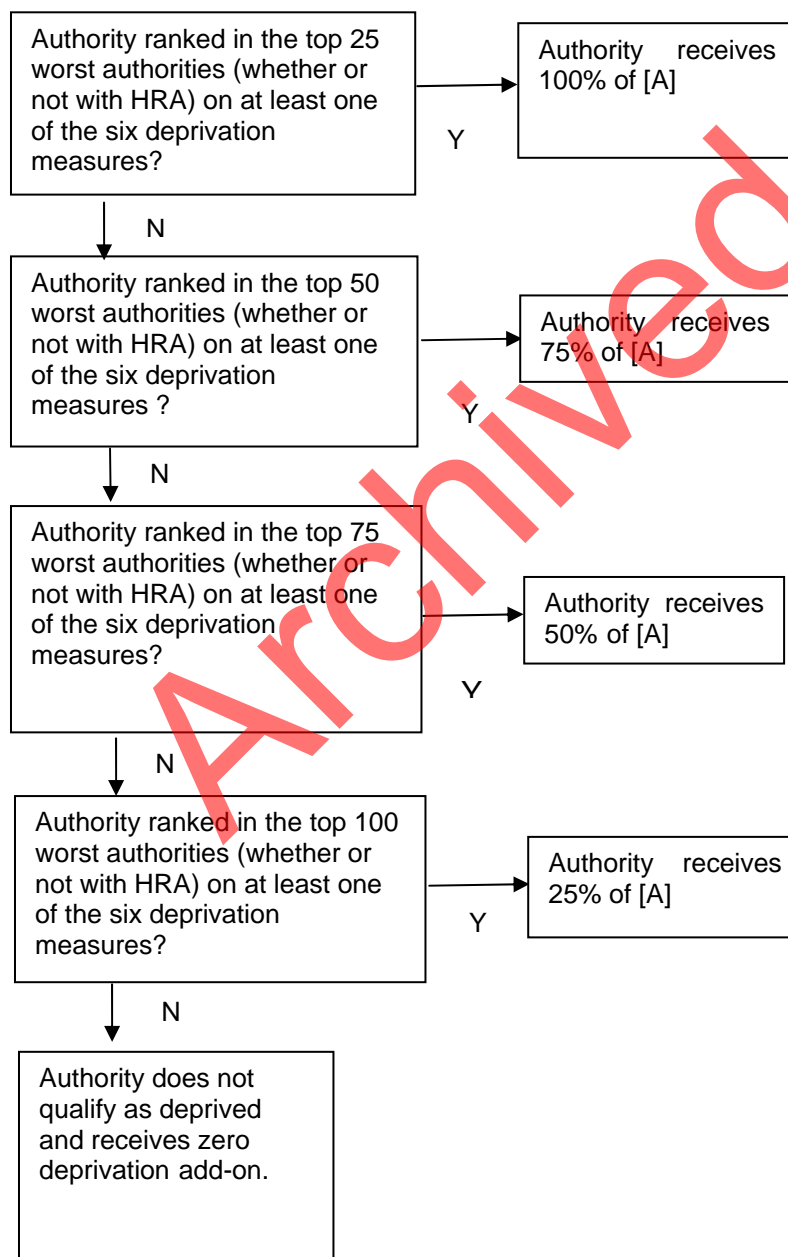 Authority ranked in the top 25
worst authorities (whether or
not with HRA) on at least one
of the six deprivation
measures?
Y
Authority receives
100% of [A]
N
Authority ranked in the top 50
worst authorities (whether or
not with HRA) on at least one
of the six deprivation
measures ?
Y
Authority receives
75% of [A]
N
Authority ranked in the top 75
worst authorities (whether or
not with HRA) on at least one
of the six deprivation
measures?
Y
Authority receives
50% of [A]
N
Authority ranked in the top 100
worst authorities (whether or
not with HRA) on at least one
of the six deprivation
measures?
Y
Authority receives
25% of [A]
N
Authority does not
qualify as deprived
and receives zero
deprivation add-on.
Archived